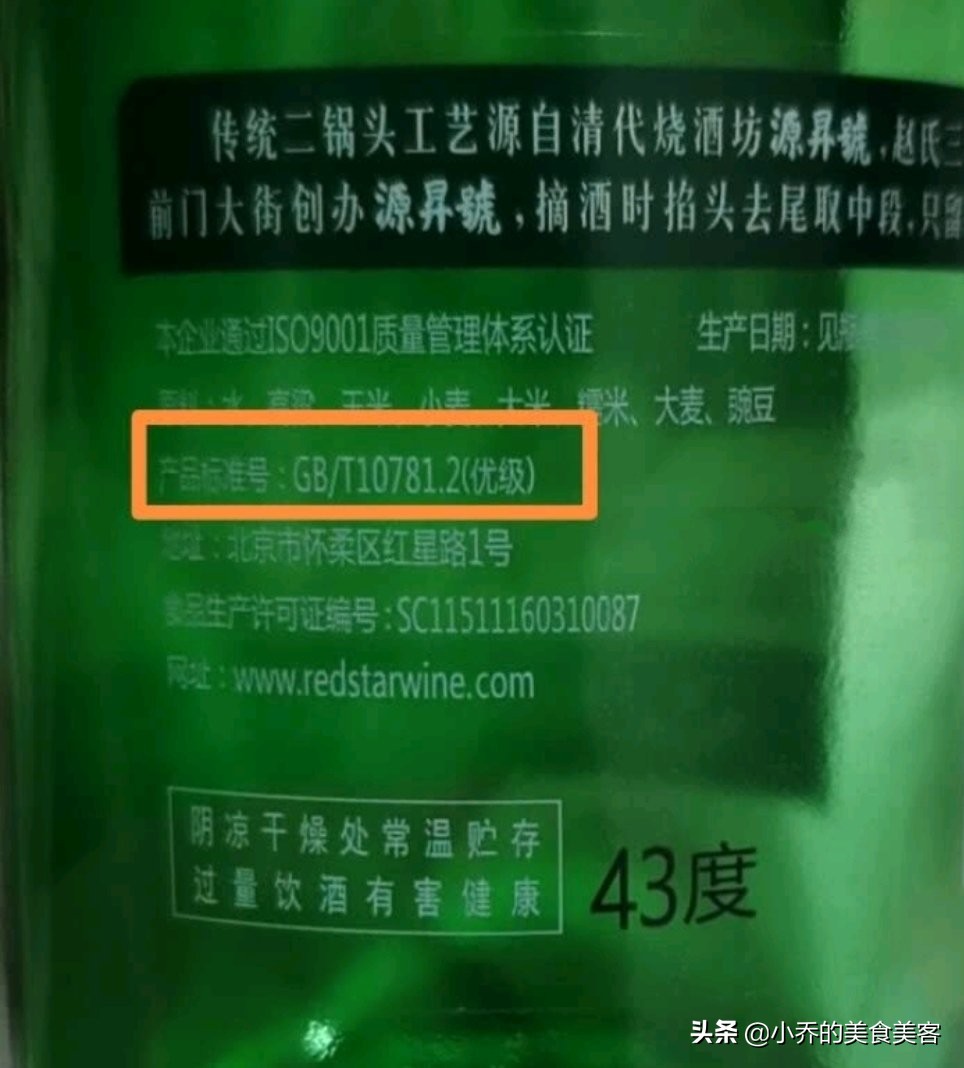 传统二锅头工艺源自清代烧酒坊源昇號,赵氏三
前门大街创办源昇號,摘酒时掐头去尾取中段,只留
本企业通过ISO9001质量管理体系认证
生产日期:见瓶
原料:水、高粱、玉米、小麦、大米、糯米、大麦、豌豆
产品标准号:GB/T10781.2(优级)
地址:北京市怀柔区红星路1号
食品生产许可证编号:SC11511160310087
网址:www.redstarwine.com
阴凉干燥处常温贮存
过量饮酒有害健康
43度
头条 @小乔的美食美客